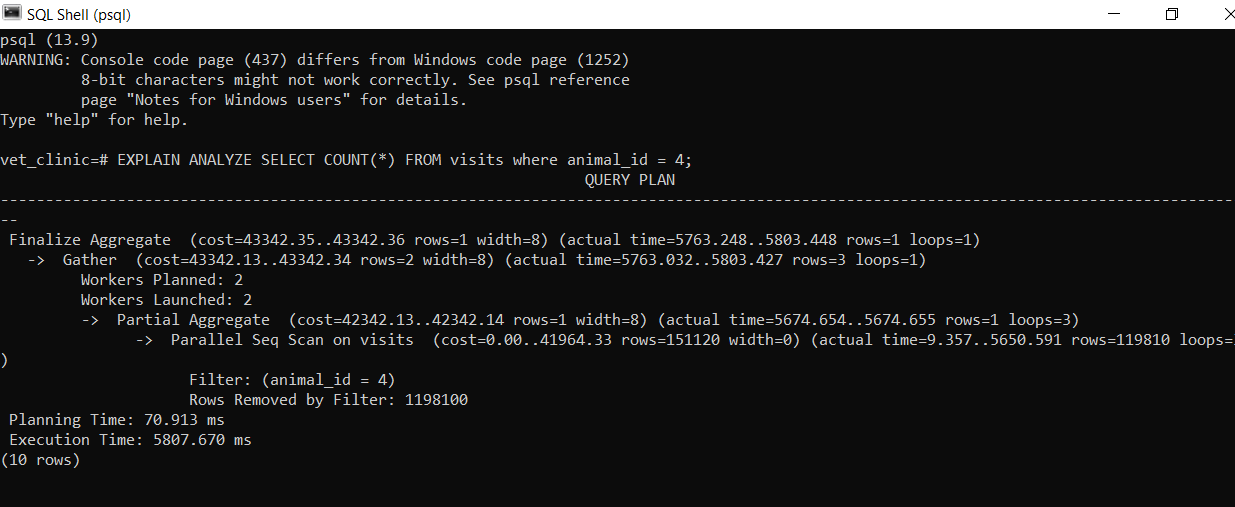 SQL Shell (psql)
psql (13.9)
WARNING: Console code page (437) differs from Windows code page (1252)
         8-bit characters might not work correctly. See psql reference
         page "Notes for Windows users" for details.
Type "help" for help.

vet_clinic=# EXPLAIN ANALYZE SELECT COUNT(*) FROM visits where animal_id = 4;
                                                                 QUERY PLAN
-----------------------------------------------------------------------------------------------------------------------------------------
--
 Finalize Aggregate  (cost=43342.35..43342.36 rows=1 width=8) (actual time=5763.248..5803.448 rows=1 loops=1)
   ->  Gather  (cost=43342.13..43342.34 rows=2 width=8) (actual time=5763.032..5803.427 rows=3 loops=1)
         Workers Planned: 2
         Workers Launched: 2
         ->  Partial Aggregate  (cost=42342.13..42342.14 rows=1 width=8) (actual time=5674.654..5674.655 rows=1 loops=3)
               ->  Parallel Seq Scan on visits  (cost=0.00..41964.33 rows=151120 width=0) (actual time=9.357..5650.591 rows=119810 loops=
)
                     Filter: (animal_id = 4)
                     Rows Removed by Filter: 1198100
 Planning Time: 70.913 ms
 Execution Time: 5807.670 ms
(10 rows)